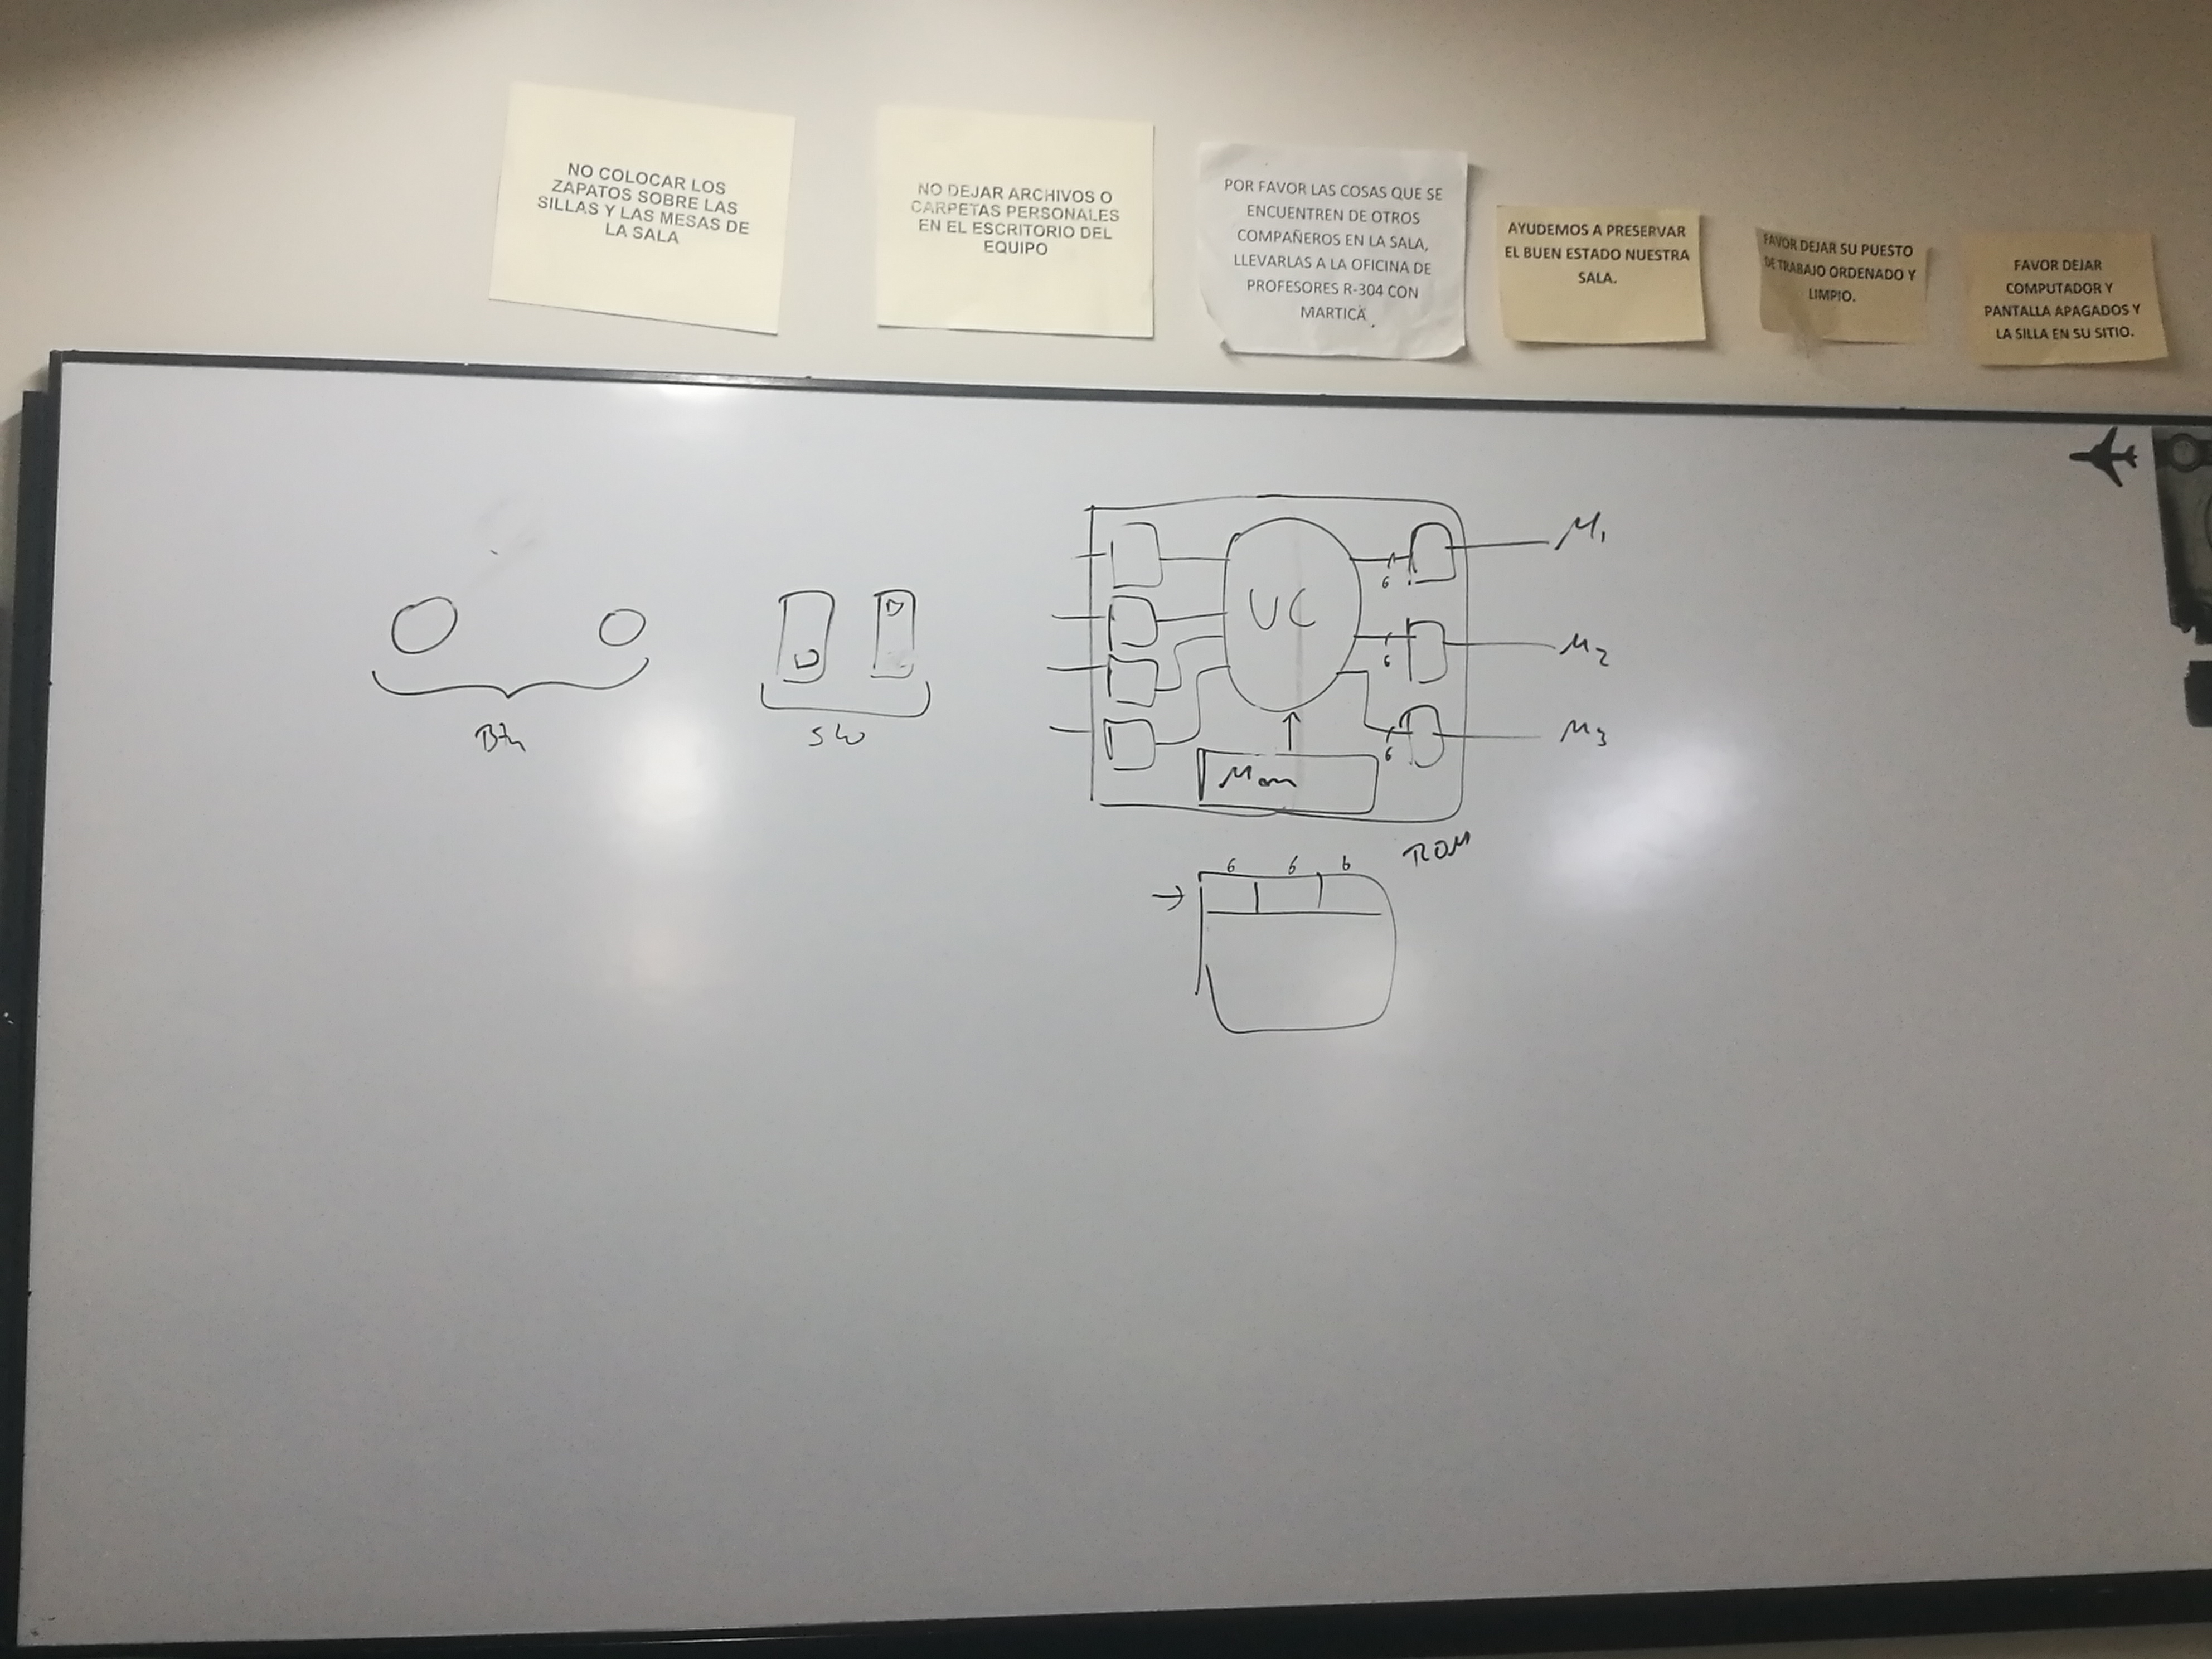 NO COLOCAR LOS
ZAPATOS SOBRE LAS
SILLAS Y LAS MESAS DE
LA SALA
NO DEJAR ARCHIVOS O
CARPETAS PERSONALES
EN EL ESCRITORIO DEL
EQUIPO
POR FAVOR LAS COSAS QUE SE
ENCUENTREN DE OTROS
COMPAÑEROS EN LA SALA,
LLEVARLAS A LA OFICINA DE
PROFESORES R-304 CON
MARTICA.
AYUDEMOS A PRESERVAR
EL BUEN ESTADO NUESTRA
SALA.
FAVOR DEJAR SU PUESTO
DE TRABAJO ORDENADO Y
LIMPIO.
FAVOR DEJAR
COMPUTADOR Y
PANTALLA APAGADOS Y
LA SILLA EN SU SITIO.
Btn
SW
UC
6
M1
6
M2
6
M3
Mem
ROM
6 6 6